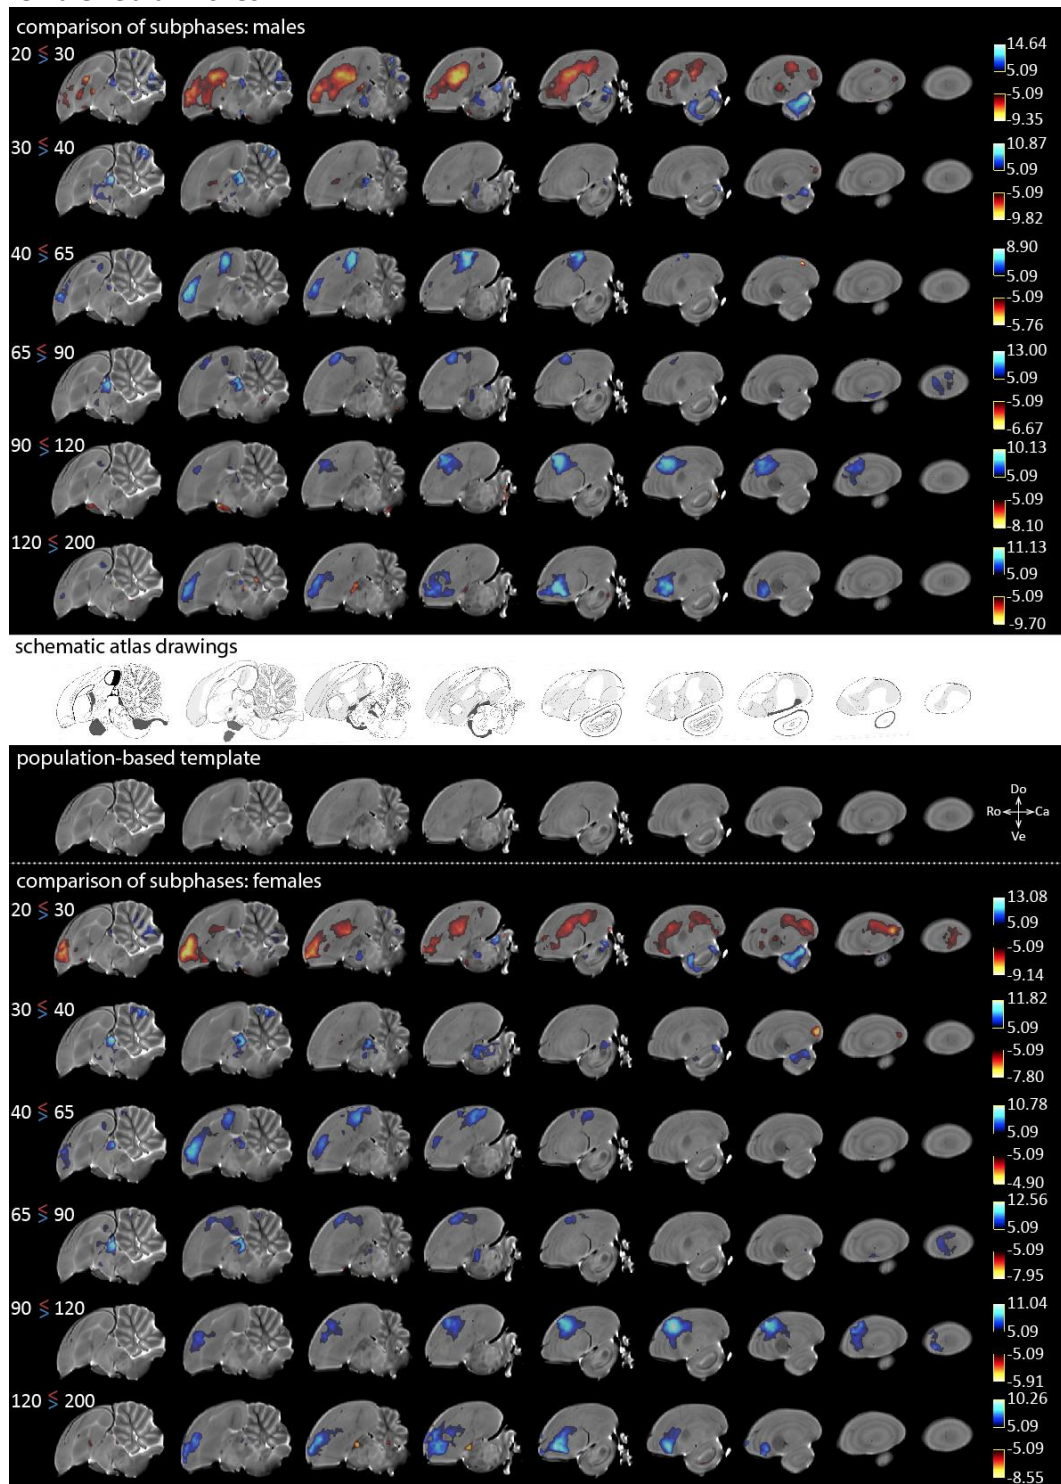 comparison of subphases: males
20 ≤ ≥ 30
14.64
5.09
-5.09
-9.35
30 ≤ ≥ 40
10.87
5.09
-5.09
-9.82
40 ≤ ≥ 65
8.90
5.09
-5.09
-5.76
65 ≤ ≥ 90
13.00
5.09
-5.09
-6.67
90 ≤ ≥ 120
10.13
5.09
-5.09
-8.10
120 ≤ ≥ 200
11.13
5.09
-5.09
-9.70
schematic atlas drawings
population-based template
Do
Ro Ca
Ve
comparison of subphases: females
20 ≤ ≥ 30
13.08
5.09
-5.09
-9.14
30 ≤ ≥ 40
11.82
5.09
-5.09
-7.80
40 ≤ ≥ 65
10.78
5.09
-5.09
-4.90
65 ≤ ≥ 90
12.56
5.09
-5.09
-7.95
90 ≤ ≥ 120
11.04
5.09
-5.09
-5.91
120 ≤ ≥ 200
10.26
5.09
-5.09
-8.55